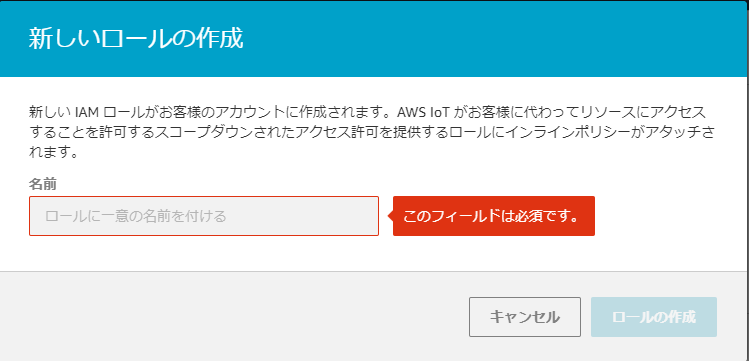 新しいロールの作成
新しい IAM ロールがお客様のアカウントに作成されます。AWS IoT がお客様に代わってリソースにアクセス
することを許可するスコープダウンされたアクセス許可を提供するロールにインラインポリシーがアタッチさ
れます。
名前
ロールに一意の名前を付ける
このフィールドは必須です。
キャンセル
ロールの作成